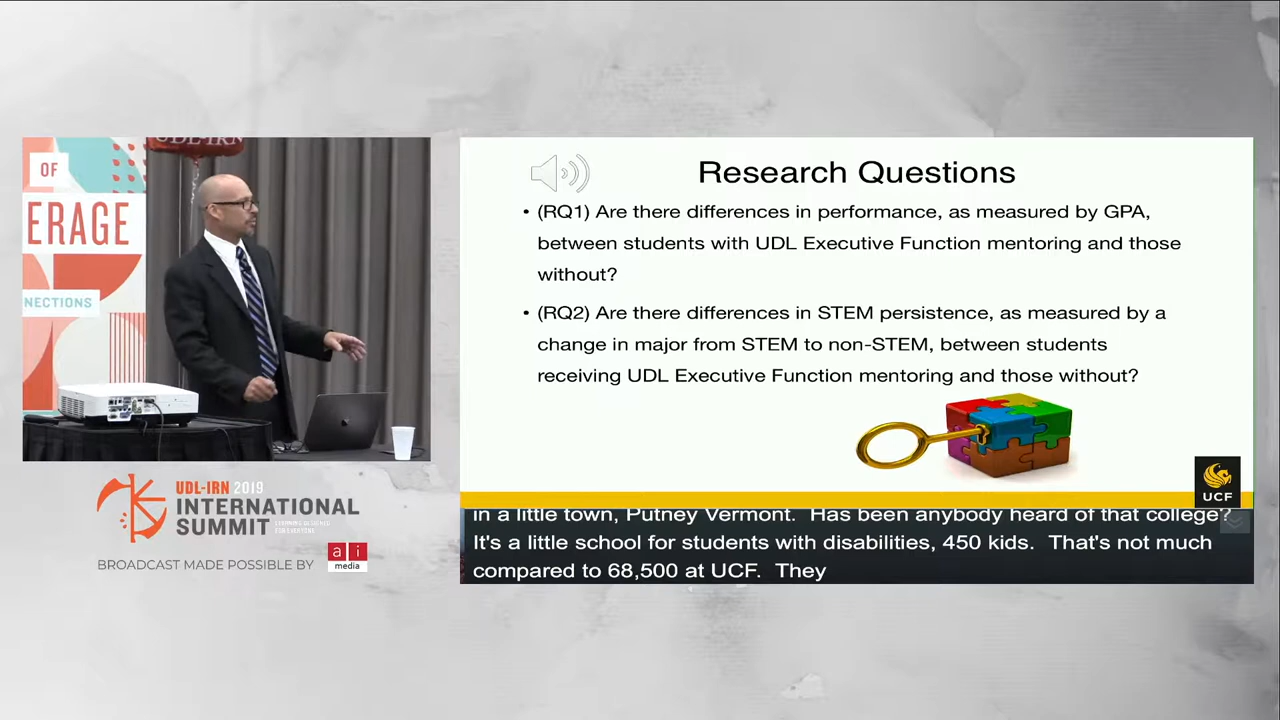 UDL-IRN
OF
ERAGE
NNECTIONS
Research Questions
• (RQ1) Are there differences in performance, as measured by GPA,
between students with UDL Executive Function mentoring and those
without?
• (RQ2) Are there differences in STEM persistence, as measured by a
change in major from STEM to non-STEM, between students
receiving UDL Executive Function mentoring and those without?
UCF
in a little town, Putney Vermont. Has been anybody heard of that college?
It's a little school for students with disabilities, 450 kids. That's not much
compared to 68,500 at UCF. They
UDL-IRN 2019
INTERNATIONAL
SUMMIT
BROADCAST MADE POSSIBLE BY
ai
media